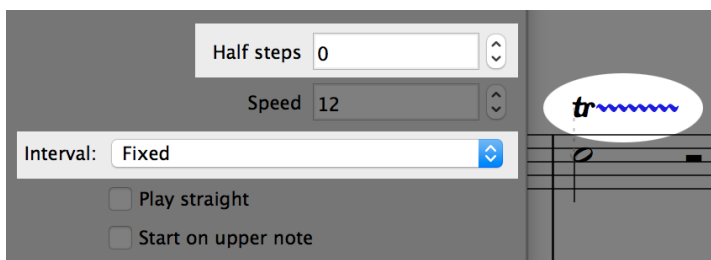 Half steps 0
Speed 12
Interval: Fixed
Play straight
Start on upper note
tr